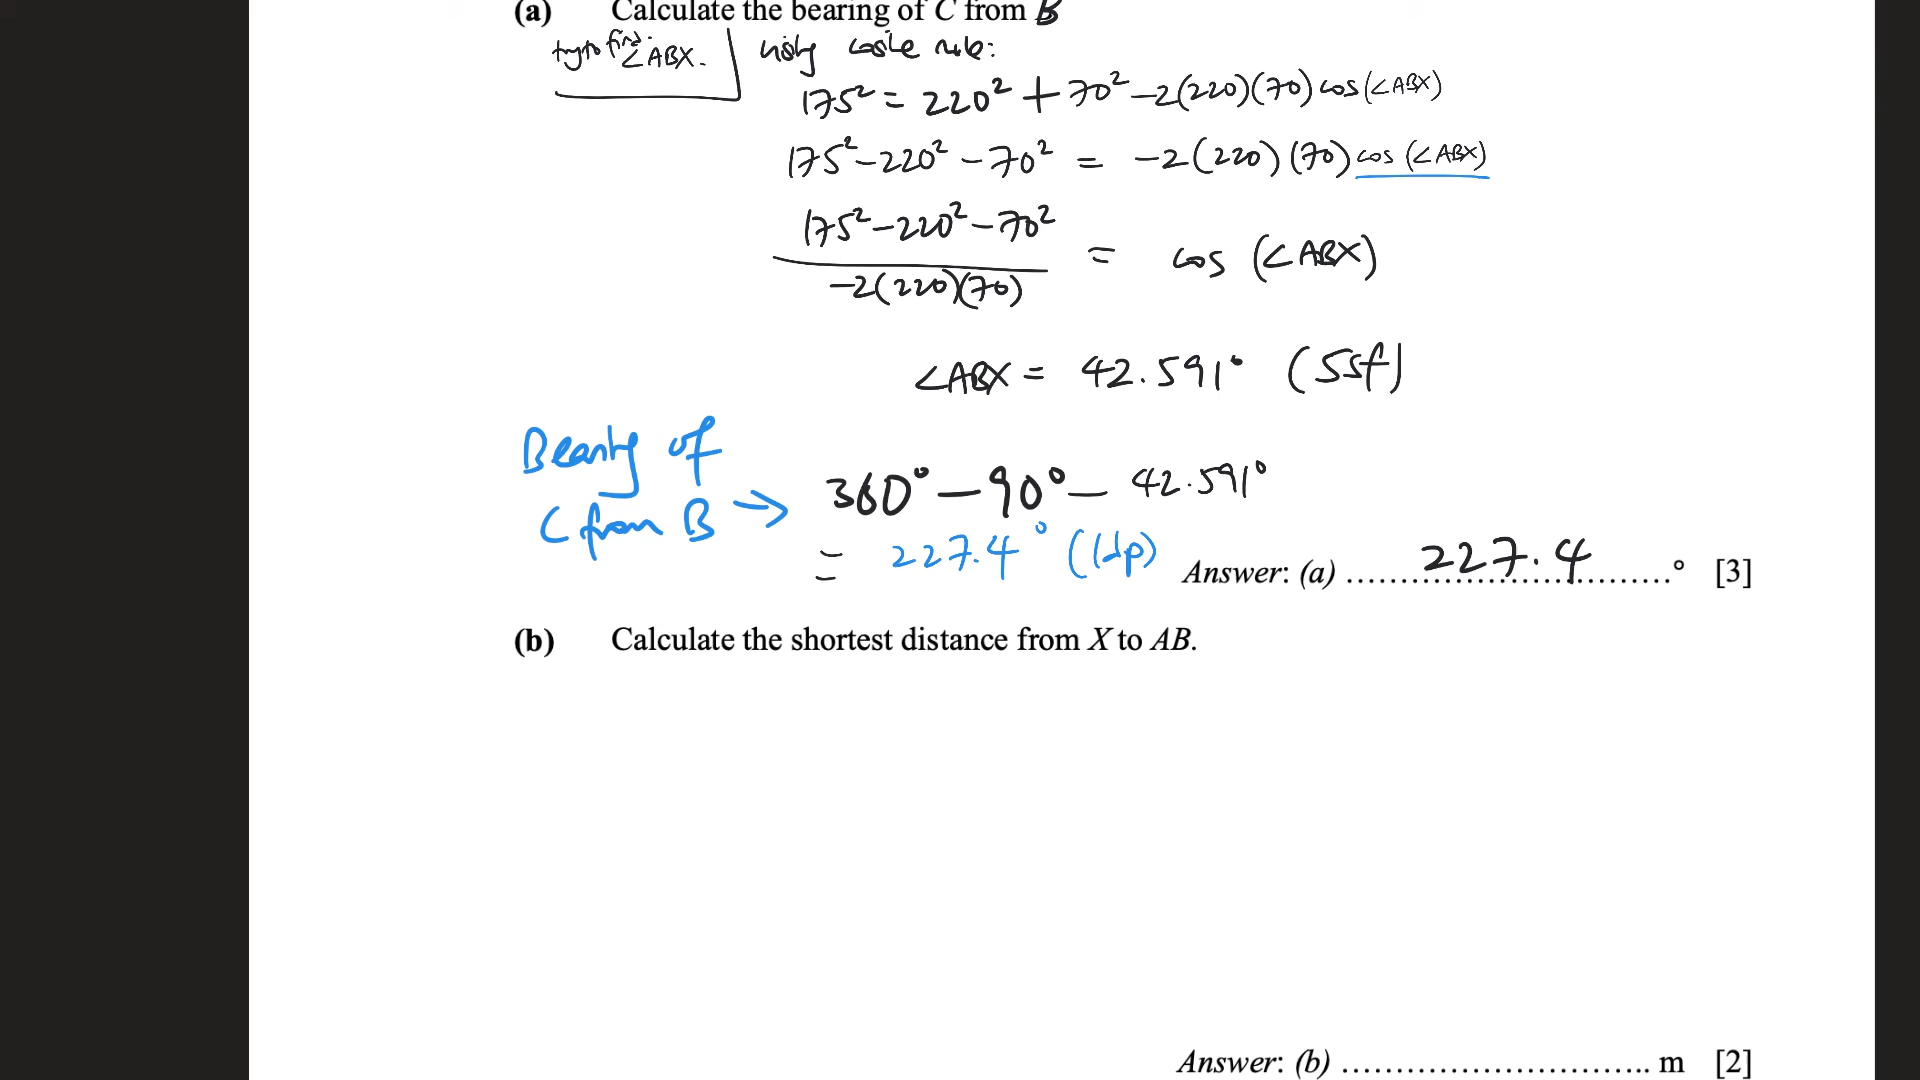 (a) Calculate the bearing of C from B
try to find ∠ABX.
using cosine rule:
175² = 220² + 70² – 2(220)(70) cos (∠ABX)
175² – 220² – 70² = –2(220)(70) cos (∠ABX)
175² – 220² – 70²
–2(220)(70)
= cos (∠ABX)
∠ABX = 42.591° (5sf)
Bearing of
C from B → 360° – 90° – 42.591°
= 227.4° (1dp)
Answer: (a) ……227.4……° [3]
(b) Calculate the shortest distance from X to AB.
Answer: (b) ………………………….. m [2]